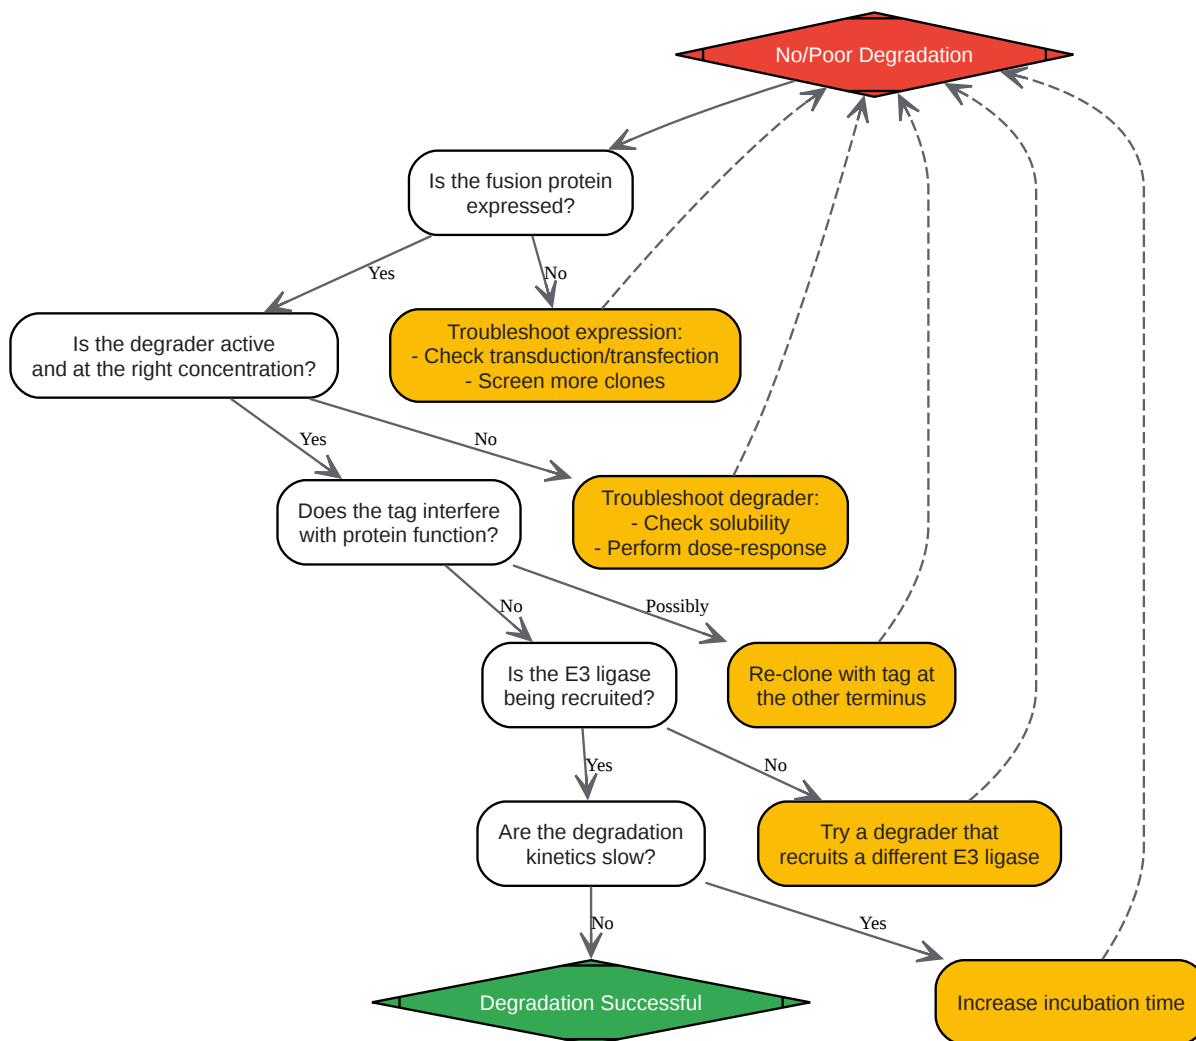 No/Poor Degradation
Is the fusion protein
expressed?
Yes
No
Is the degrader active
and at the right concentration?
Troubleshoot expression:
- Check transduction/transfection
- Screen more clones
Yes
No
Does the tag interfere
with protein function?
Troubleshoot degrader:
- Check solubility
- Perform dose-response
No
Possibly
Is the E3 ligase
being recruited?
Re-clone with tag at
the other terminus
Yes
No
Are the degradation
kinetics slow?
Try a degrader that
recruits a different E3 ligase
No
Yes
Degradation Successful
Increase incubation time